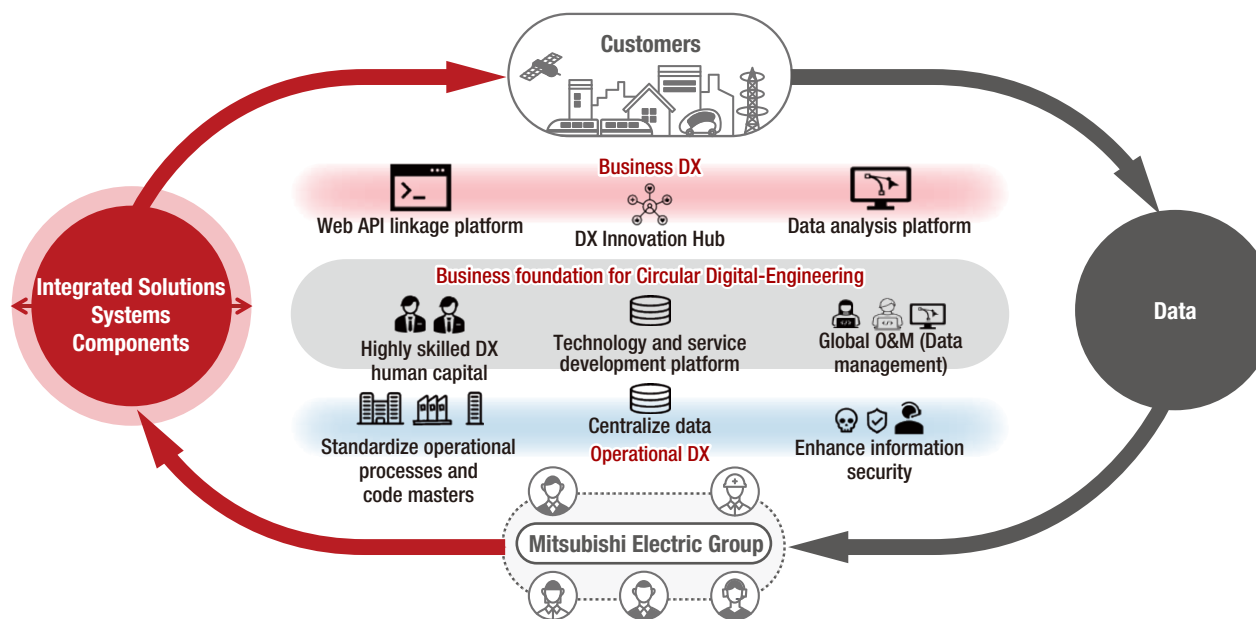 Customers
Business DX
Web API linkage platform
DX Innovation Hub
Data analysis platform
Integrated Solutions
Systems
Components
Data
Business foundation for Circular Digital-Engineering
Highly skilled DX
human capital
Technology and service
development platform
Global O&M (Data
management)
Standardize operational
processes and
code masters
Centralize data
Operational DX
Enhance information
security
Mitsubishi Electric Group